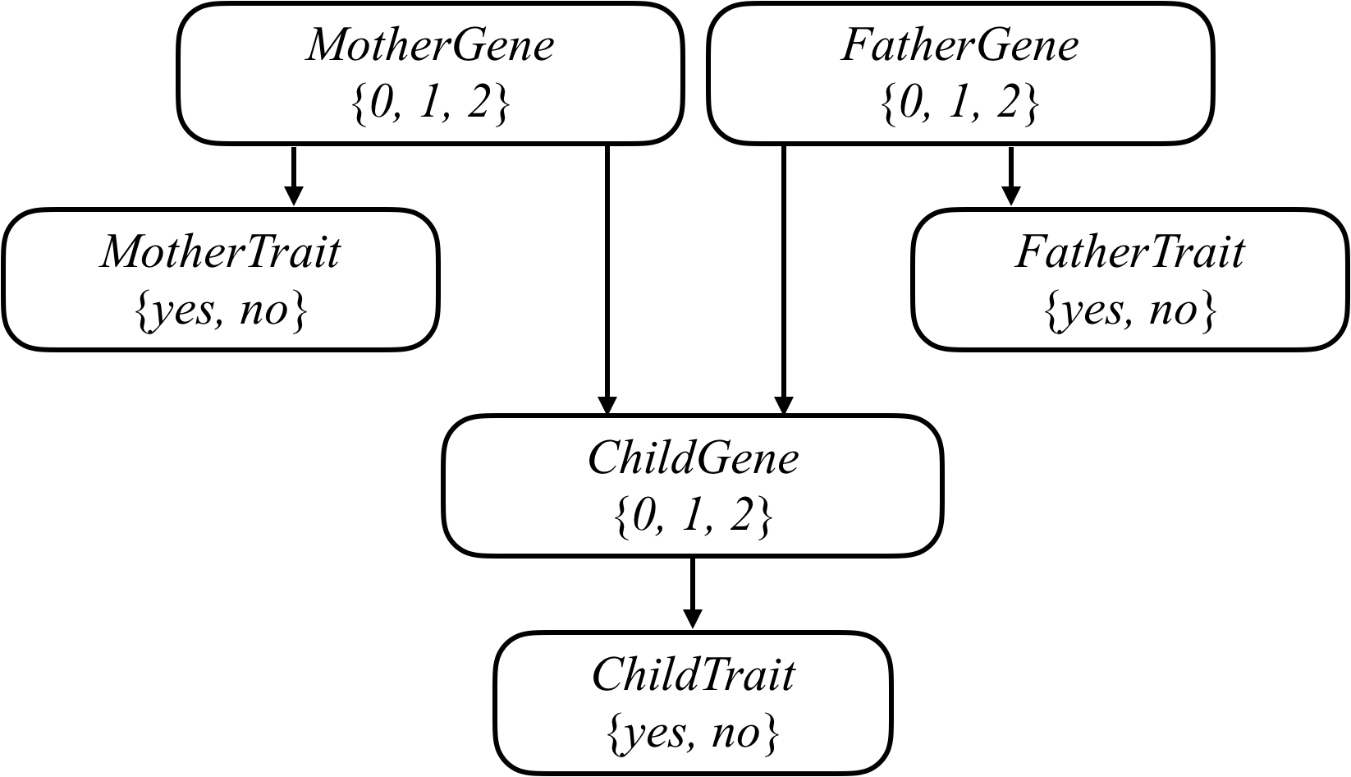 MotherGene
{0, 1, 2}
FatherGene
{0, 1, 2}
MotherTrait
{yes, no}
FatherTrait
{yes, no}
ChildGene
{0, 1, 2}
ChildTrait
{yes, no}